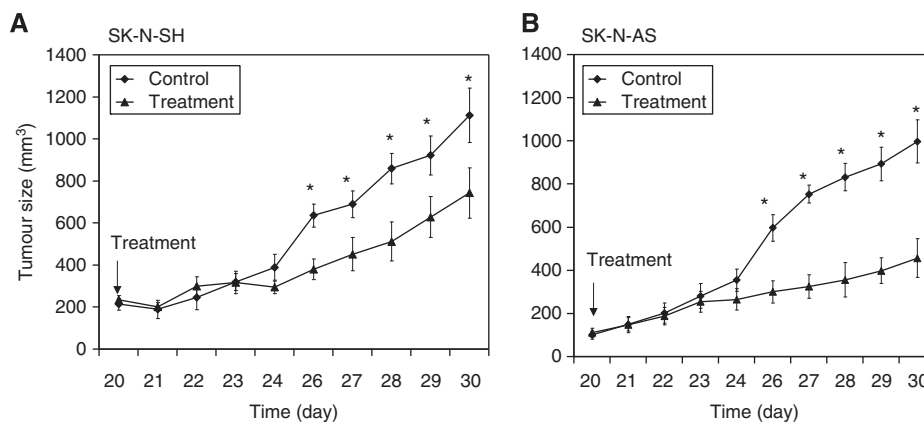 A
SK-N-SH
1400
1200
1000
800
600
400
200
0
Tumour size (mm³)
Control
Treatment
Treatment
* * * * *
20 21 22 23 24 26 27 28 29 30
Time (day)
B
SK-N-AS
1400
1200
1000
800
600
400
200
0
Control
Treatment
Treatment
* * * * *
20 21 22 23 24 26 27 28 29 30
Time (day)